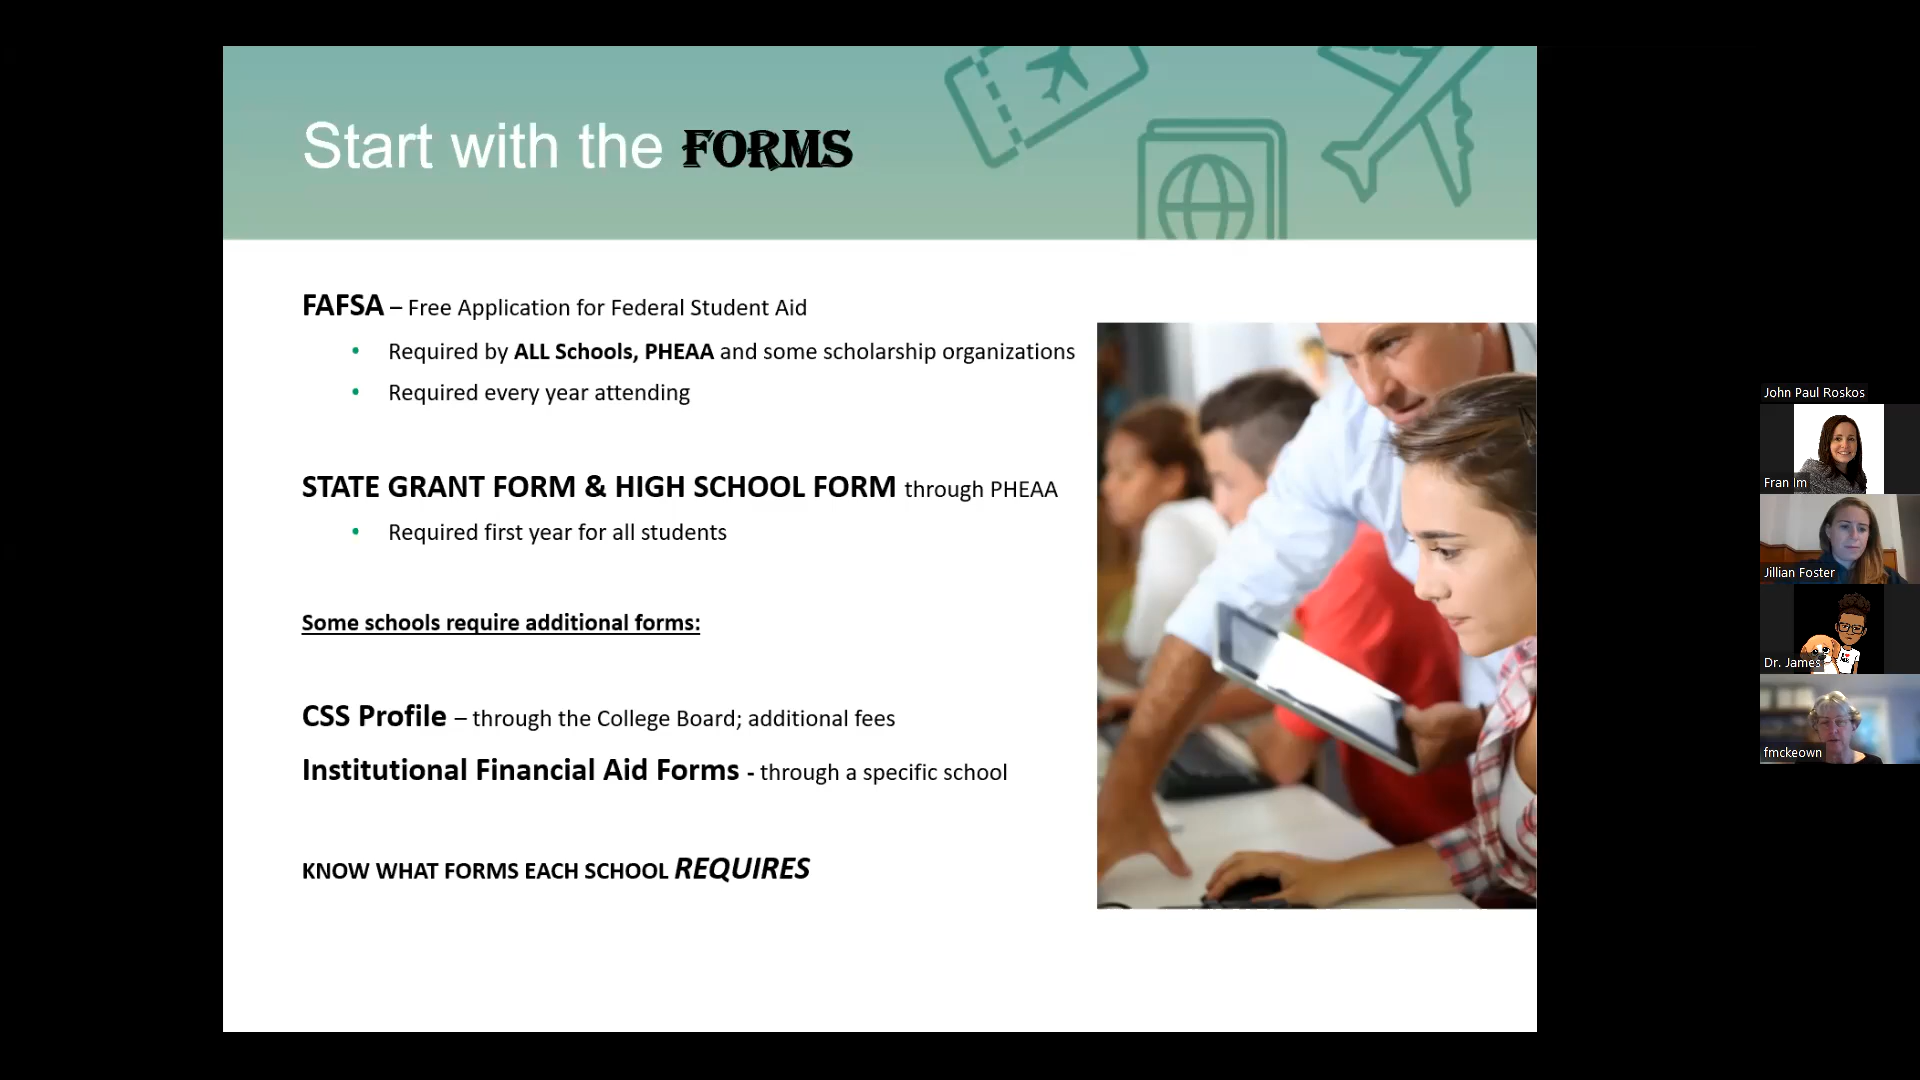 Start with the FORMS
FAFSA – Free Application for Federal Student Aid
• Required by ALL Schools, PHEAA and some scholarship organizations
• Required every year attending
STATE GRANT FORM & HIGH SCHOOL FORM through PHEAA
• Required first year for all students
Some schools require additional forms:
CSS Profile – through the College Board; additional fees
Institutional Financial Aid Forms - through a specific school
KNOW WHAT FORMS EACH SCHOOL REQUIRES
John Paul Roskos
Fran Im
Jillian Foster
Dr. James
fmckeown